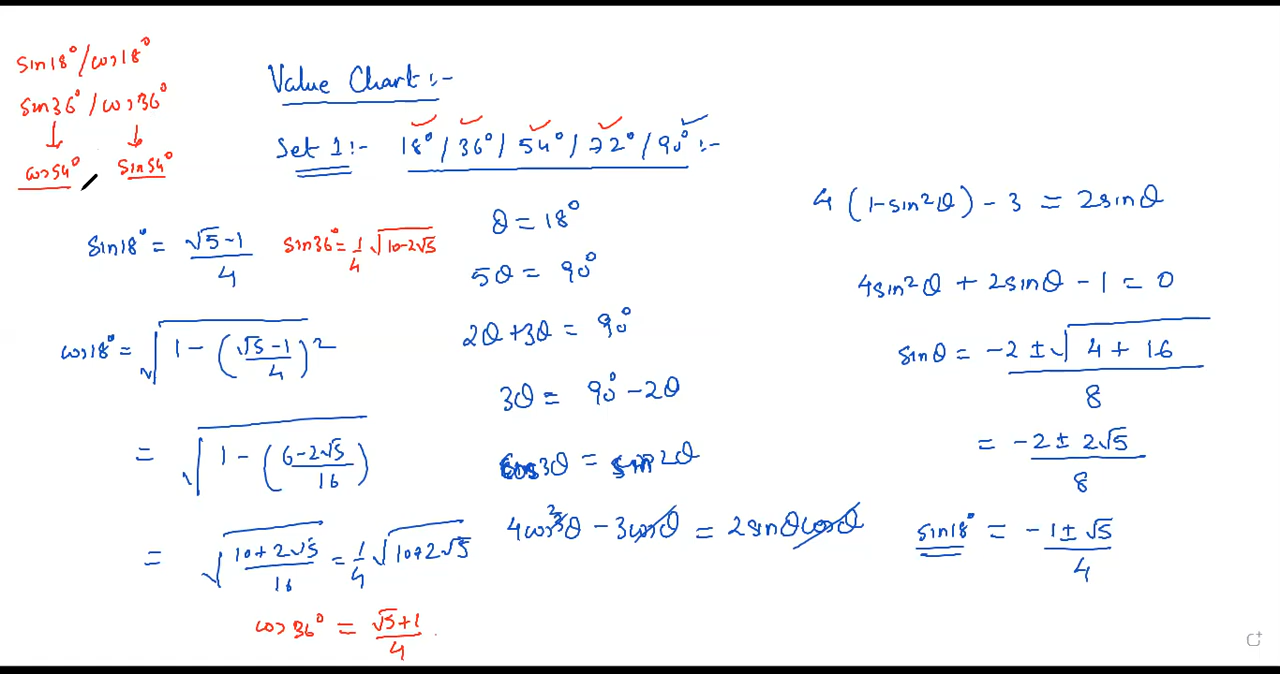 sin18°/cos18°
sin36°/cos36°
↓ ↓
cos54° sin54°
Value Chart :-
Set 1 :- 18°/36°/54°/72°/90° :-
sin18° = (√5-1)/4
sin36° = 1/4 √(10-2√5)
cos18° = √(1-((√5-1)/4)²)
= √(1-((6-2√5)/16))
= √((10+2√5)/16) = 1/4 √(10+2√5)
cos36° = (√5+1)/4
θ = 18°
5θ = 90°
2θ+3θ = 90°
3θ = 90°-2θ
cos3θ = sin2θ
4cos²θ - 3cosθ = 2sinθcosθ
4(1-sin²θ) - 3 = 2sinθ
4sin²θ + 2sinθ - 1 = 0
sinθ = (-2 ± √(4+16))/8
= (-2 ± 2√5)/8
sin18° = (-1 ± √5)/4